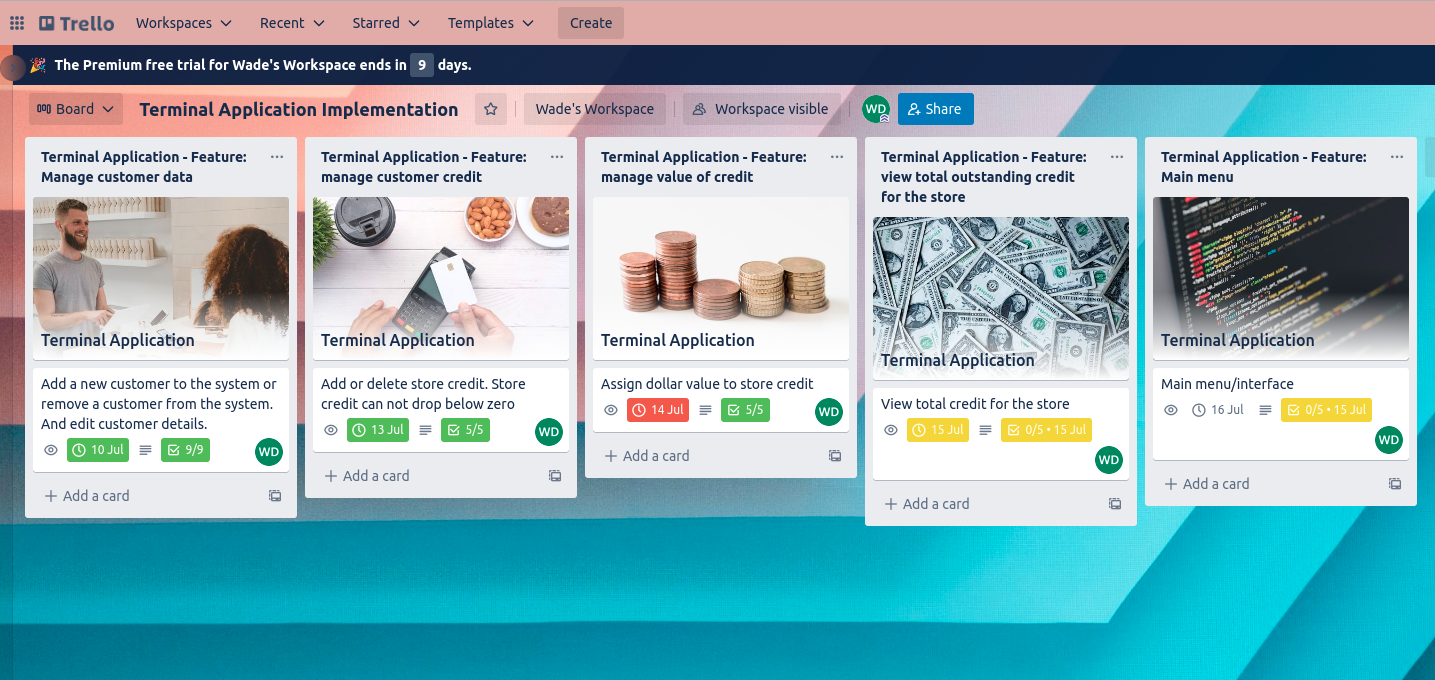 Trello Workspaces Recent Starred Templates Create
The Premium free trial for Wade's Workspace ends in 9 days.
Board Terminal Application Implementation Wade's Workspace Workspace visible WD Share
Terminal Application - Feature:
Manage customer data
Terminal Application
Add a new customer to the system or
remove a customer from the system.
And edit customer details.
10 Jul 9/9 WD
Add a card
Terminal Application - Feature:
manage customer credit
Terminal Application
Add or delete store credit. Store
credit can not drop below zero
13 Jul 5/5 WD
Add a card
Terminal Application - Feature:
manage value of credit
Terminal Application
Assign dollar value to store credit
14 Jul 5/5 WD
Add a card
Terminal Application - Feature:
view total outstanding credit
for the store
Terminal Application
View total credit for the store
15 Jul 0/5 • 15 Jul
WD
Add a card
Terminal Application - Feature:
Main menu
Terminal Application
Main menu/interface
16 Jul 0/5 • 15 Jul
WD
Add a card